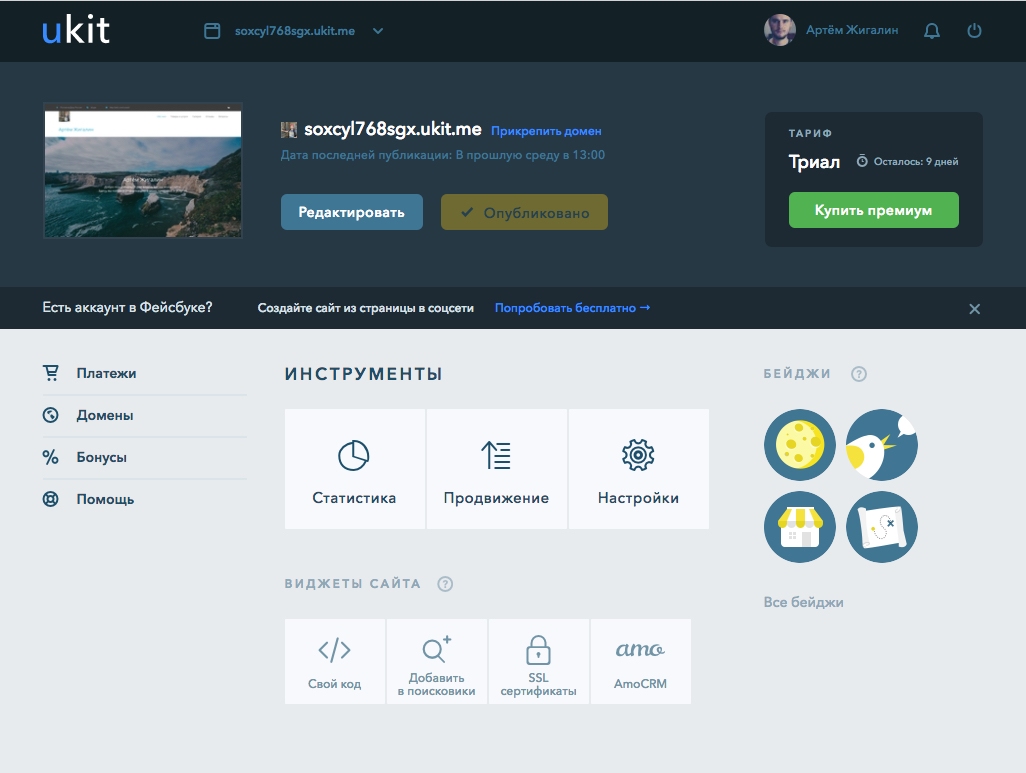 ukit
soxcyl768sgx.ukit.me
Артём Жигалин
soxcyl768sgx.ukit.me Прикрепить домен
Дата последней публикации: В прошлую среду в 13:00
Редактировать
Опубликовано
ТАРИФ
Триал
Осталось: 9 дней
Купить премиум
Есть аккаунт в Фейсбуке?
Создайте сайт из страницы в соцсети
Попробовать бесплатно →
Платежи
Домены
Бонусы
Помощь
ИНСТРУМЕНТЫ
Статистика
Продвижение
Настройки
ВИДЖЕТЫ САЙТА ?
</> Свой код
Добавить
в поисковики
SSL
сертификаты
amo
AmoCRM
БЕЙДЖИ ?
Все бейджи